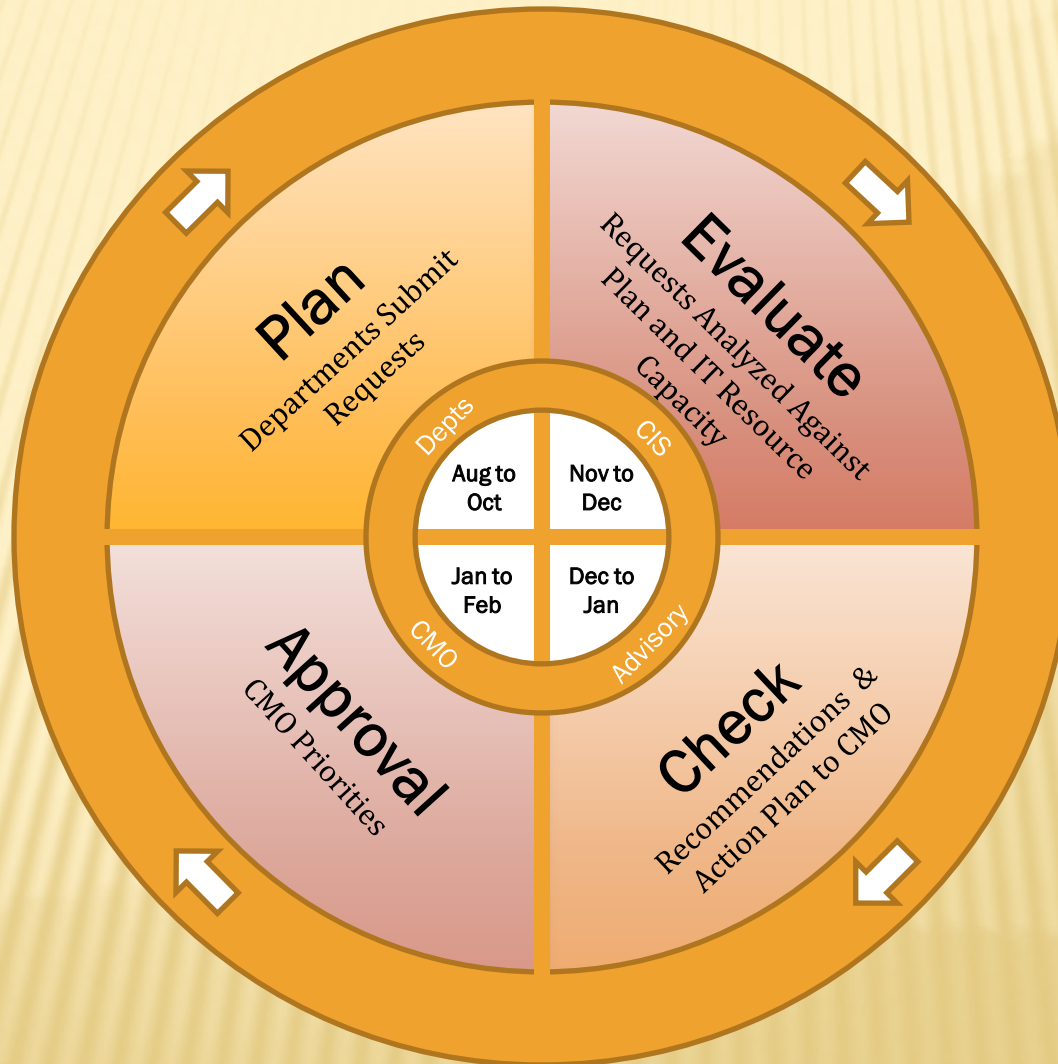 Plan
Departments Submit
Requests
Evaluate
Requests Analyzed Against
Plan and IT Resource
Capacity
Depts
CIS
Aug to
Oct
Nov to
Dec
Jan to
Feb
Dec to
Jan
CMO
Advisory
Approval
CMO Priorities
Check
Recommendations &
Action Plan to CMO